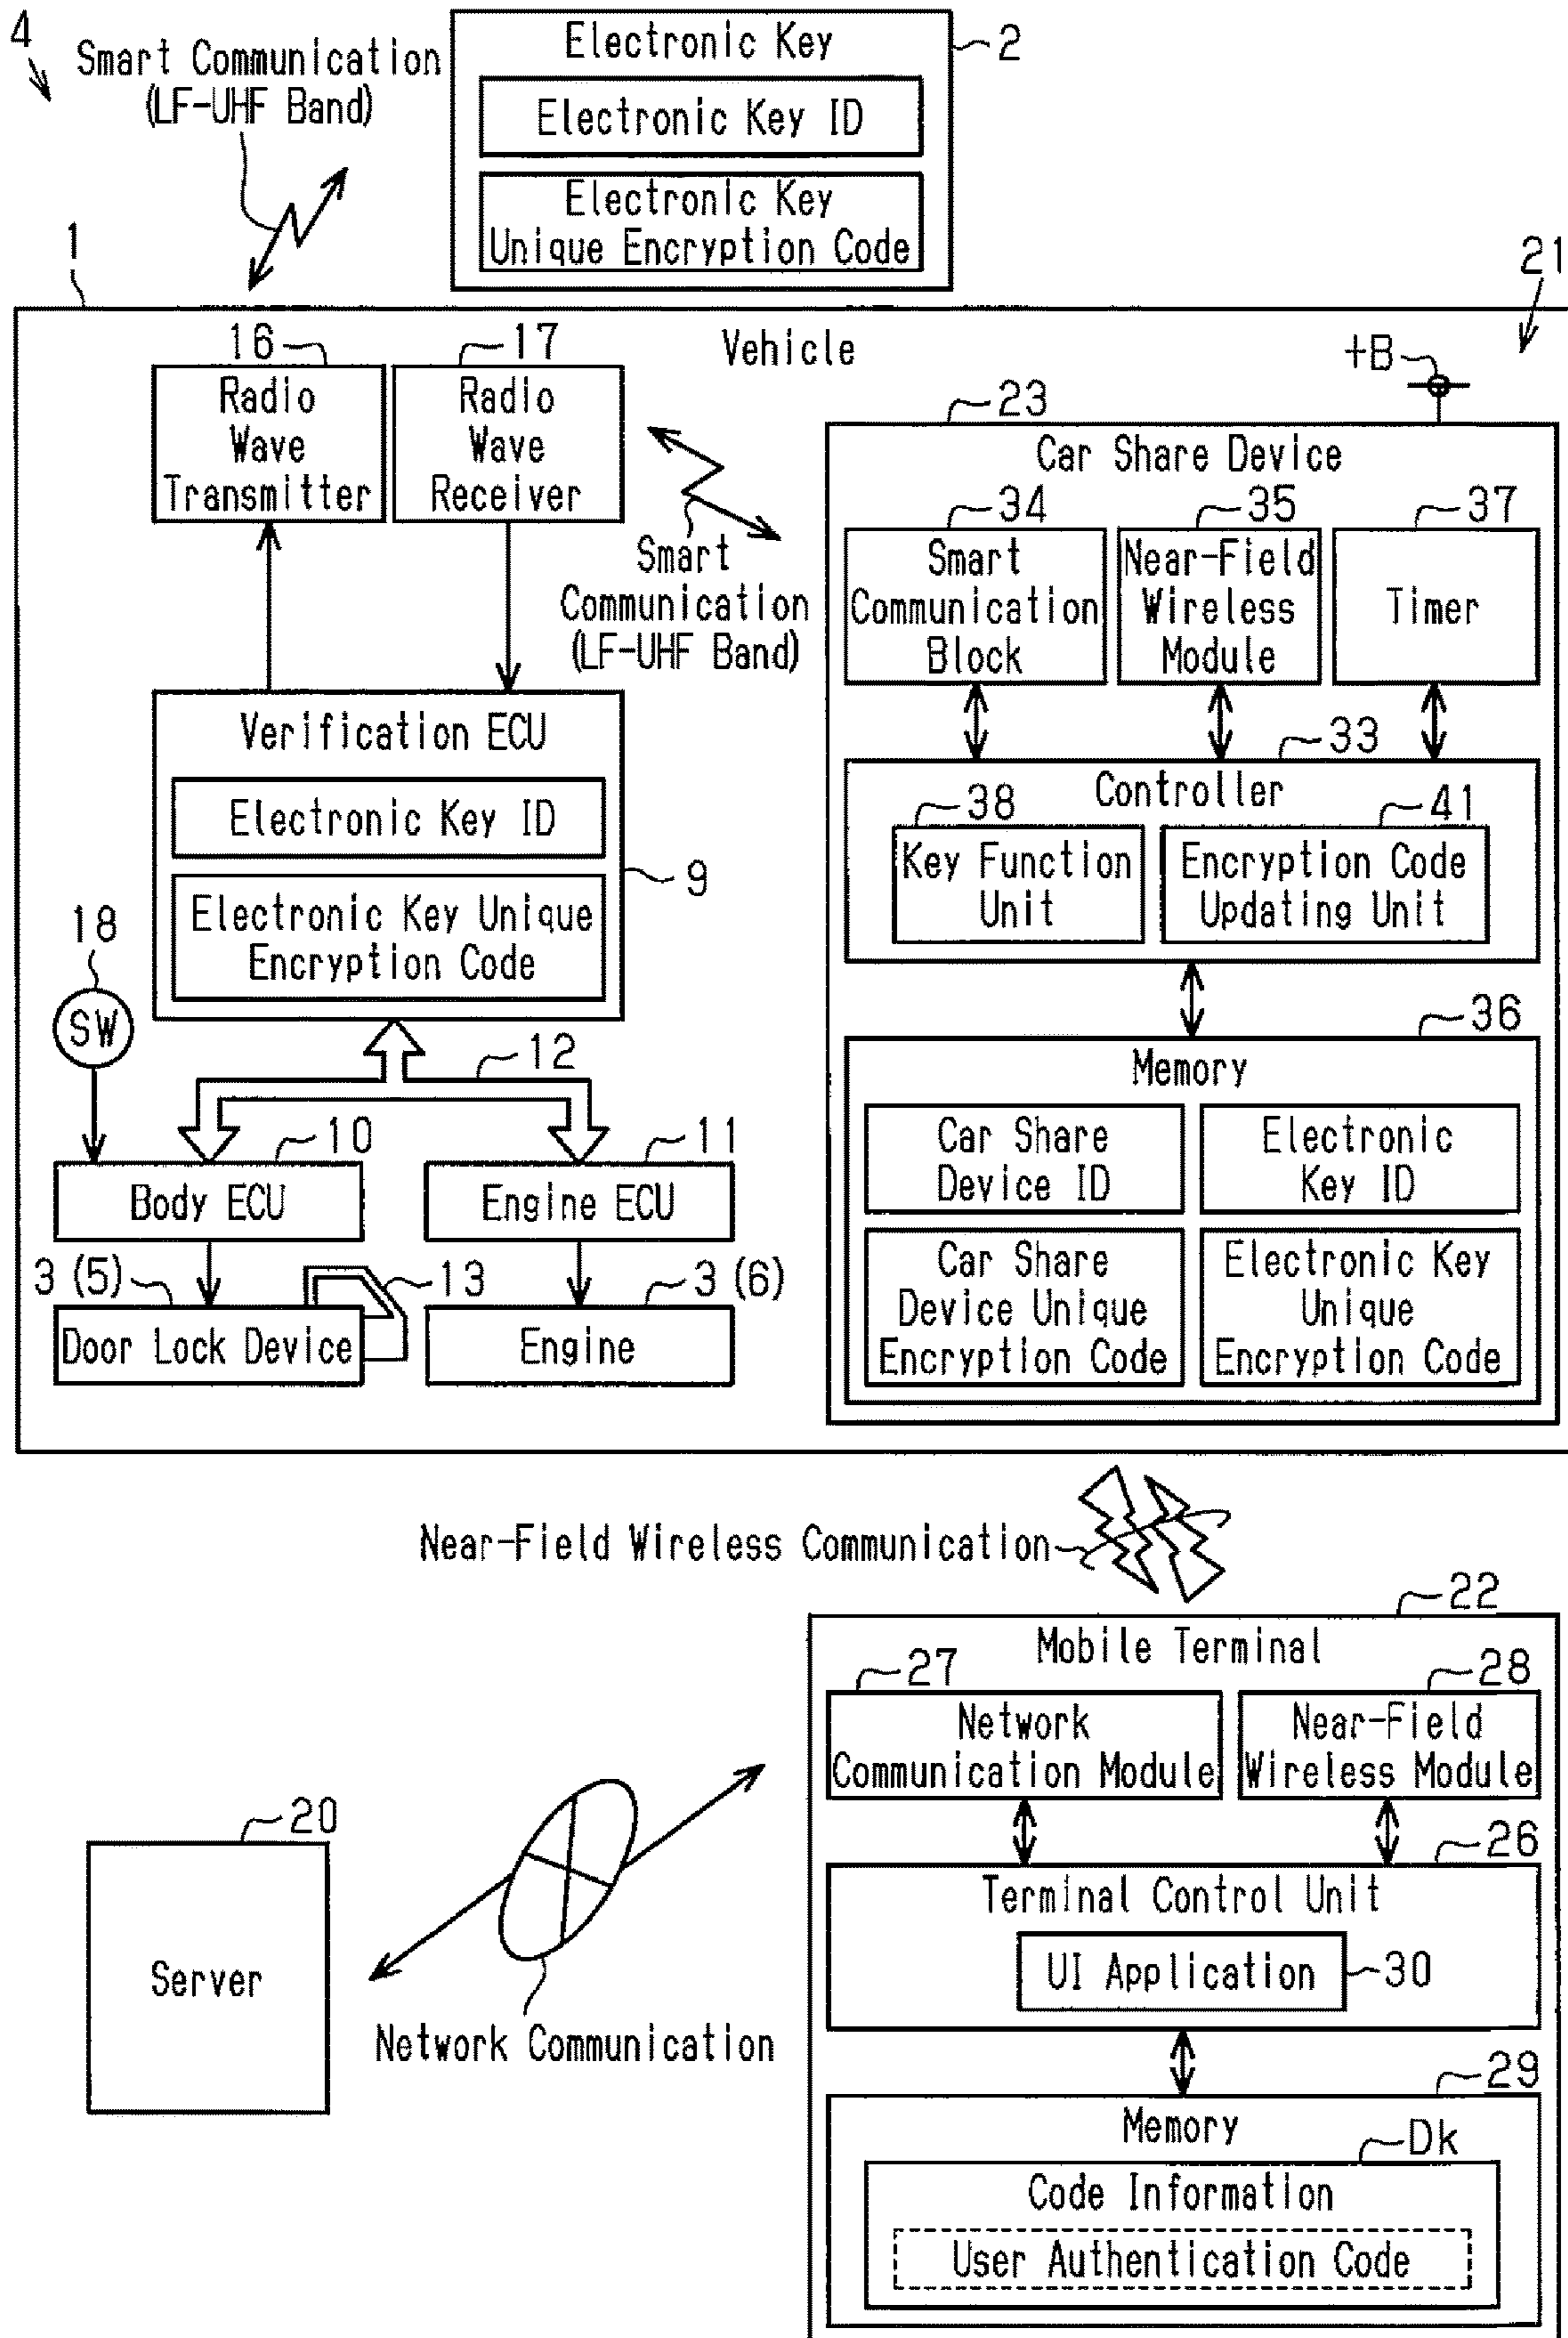 4
Smart Communication
(LF-UHF Band)
Electronic Key
2
Electronic Key ID
Electronic Key
Unique Encryption Code
1
21
Vehicle
16
Radio
Wave
Transmitter
17
Radio
Wave
Receiver
Smart
Communication
(LF-UHF Band)
Verification ECU
Electronic Key ID
Electronic Key Unique
Encryption Code
9
18
SW
12
10
Body ECU
11
Engine ECU
3 (5)
Door Lock Device
13
3 (6)
Engine
+B
23
Car Share Device
34
Smart
Communication
Block
35
Near-Field
Wireless
Module
37
Timer
33
Controller
38
Key Function
Unit
41
Encryption Code
Updating Unit
36
Memory
Car Share
Device ID
Electronic
Key ID
Car Share
Device Unique
Encryption Code
Electronic Key
Unique
Encryption Code
Near-Field Wireless Communication
22
Mobile Terminal
27
Network
Communication Module
28
Near-Field
Wireless Module
26
Terminal Control Unit
UI Application
30
29
Memory
Dk
Code Information
User Authentication Code
20
Server
Network Communication